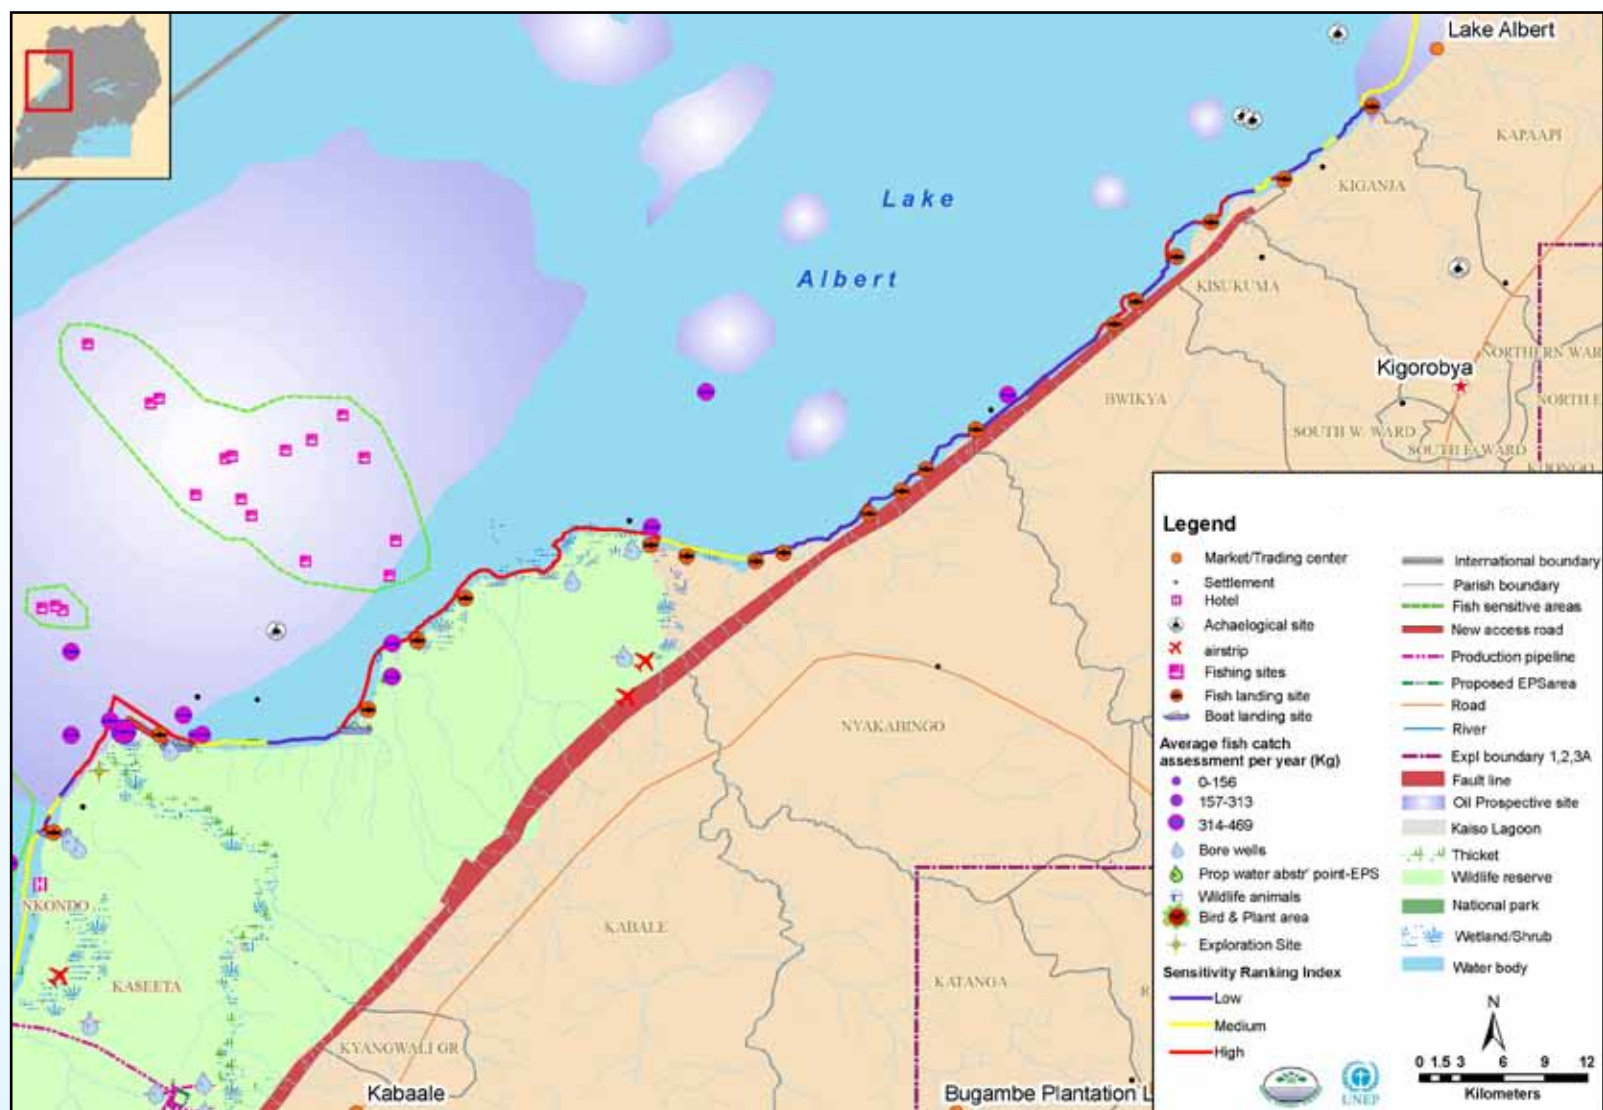 Lake Albert
KAPAAPI
KIGANJA
Lake
Albert
KISUKUMA
NORTHERN WAR
Kigorobya
BWIKYA
NORTH E
SOUTH W. WARD
SOUTH E. WARD
NYAKABINGO
NKONDO
KABALE
KASEETA
KATANGA
KYANGWALI GR
Kabaale
Bugambe Plantation L
Legend
Market/Trading center
Settlement
Hotel
Achaelogical site
airstrip
Fishing sites
Fish landing site
Boat landing site
Average fish catch
assessment per year (Kg)
0-156
157-313
314-469
Bore wells
Prop water abstr' point-EPS
Wildlife animals
Bird & Plant area
Exploration Site
Sensitivity Ranking Index
Low
Medium
High
International boundary
Parish boundary
Fish sensitive areas
New access road
Production pipeline
Proposed EPSarea
Road
River
Expl boundary 1,2,3A
Fault line
Oil Prospective site
Kaiso Lagoon
Thicket
Wildlife reserve
National park
Wetland/Shrub
Water body
N
0 1.5 3 6 9 12
Kilometers
UNEP